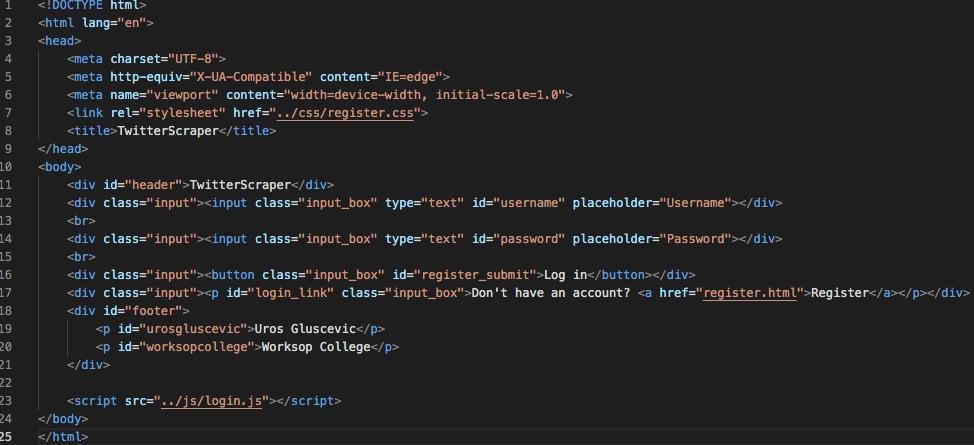 1 <!DOCTYPE html>
2 <html lang="en">
3 <head>
4     <meta charset="UTF-8">
5     <meta http-equiv="X-UA-Compatible" content="IE=edge">
6     <meta name="viewport" content="width=device-width, initial-scale=1.0">
7     <link rel="stylesheet" href="../css/register.css">
8     <title>TwitterScraper</title>
9 </head>
10 <body>
11     <div id="header">TwitterScraper</div>
12     <div class="input"><input class="input_box" type="text" id="username" placeholder="Username"></div>
13     <br>
14     <div class="input"><input class="input_box" type="text" id="password" placeholder="Password"></div>
15     <br>
16     <div class="input"><button class="input_box" id="register_submit">Log in</button></div>
17     <div class="input"><p id="login_link" class="input_box">Don't have an account? <a href="register.html">Register</a></p></div>
18     <div id="footer">
19         <p id="urosgluscevic">Uros Gluscevic</p>
20         <p id="worksopcollege">Worksop College</p>
21     </div>
22
23     <script src="../js/login.js"></script>
24 </body>
25 </html>